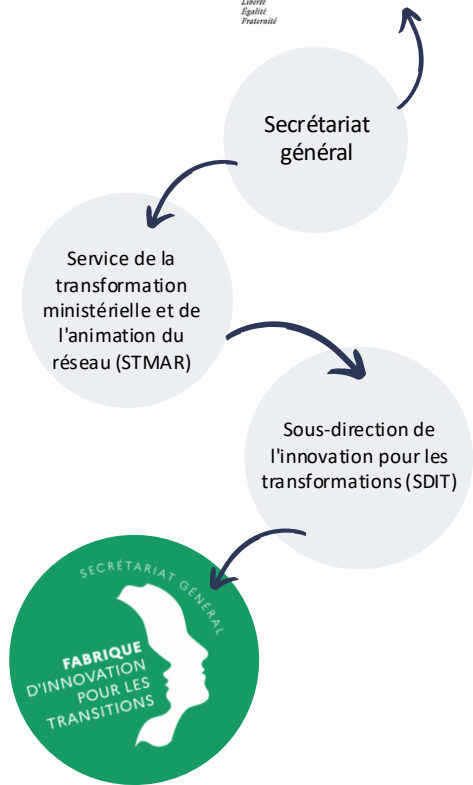 Liberté
Égalité
Fraternité
Secrétariat
général
Service de la
transformation
ministérielle et de
l'animation du
réseau (STMAR)
Sous-direction de
l'innovation pour les
transformations (SDIT)
SECRÉTARIAT GÉNÉRAL
FABRIQUE
D'INNOVATION
POUR LES
TRANSITIONS